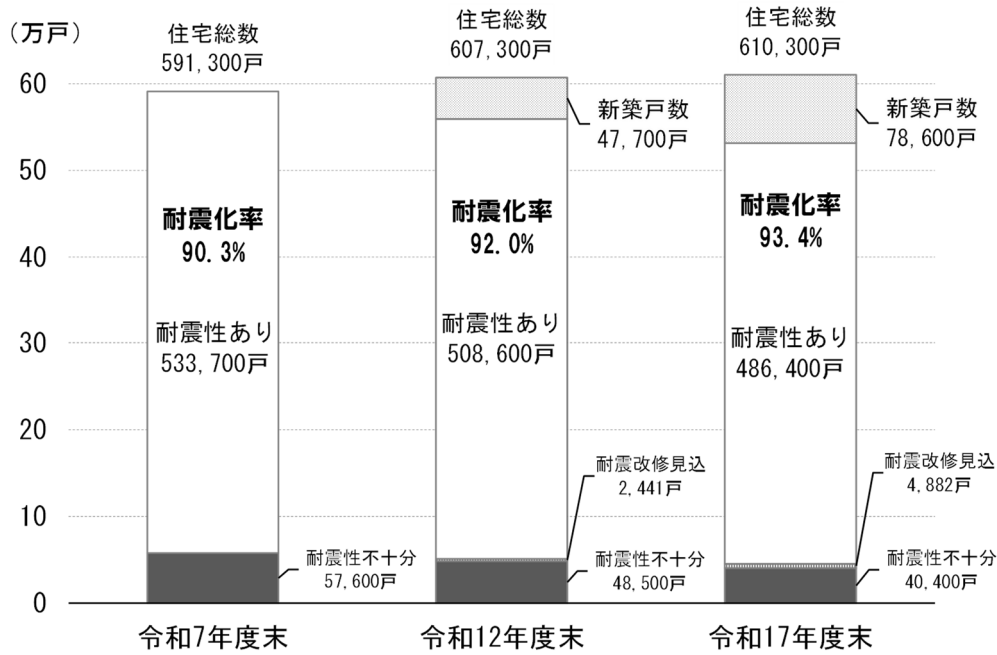 (万戸)
住宅総数
591,300戸
住宅総数
607,300戸
住宅総数
610,300戸
60
50
40
30
20
10
0
耐震化率
90.3%
耐震性あり
533,700戸
耐震性不十分
57,600戸
新築戸数
47,700戸
耐震化率
92.0%
耐震性あり
508,600戸
耐震改修見込
2,441戸
耐震性不十分
48,500戸
新築戸数
78,600戸
耐震化率
93.4%
耐震性あり
486,400戸
耐震改修見込
4,882戸
耐震性不十分
40,400戸
令和7年度末
令和12年度末
令和17年度末